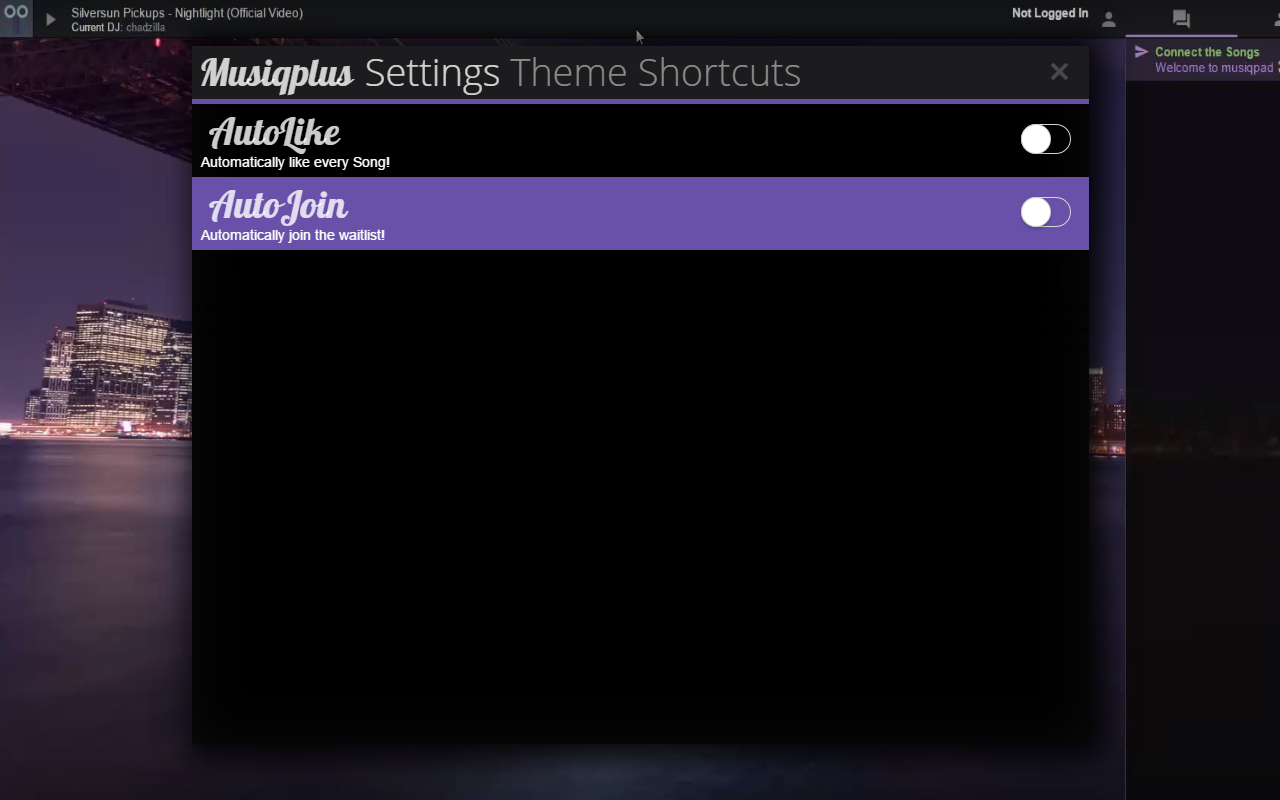 Silversun Pickups - Nightlight (Official Video)
Current DJ: chadzilla
Not Logged In
Connect the Songs
Welcome to musiqpad
Musiqplus Settings Theme Shortcuts
AutoLike
Automatically like every Song!
AutoJoin
Automatically join the waitlist!